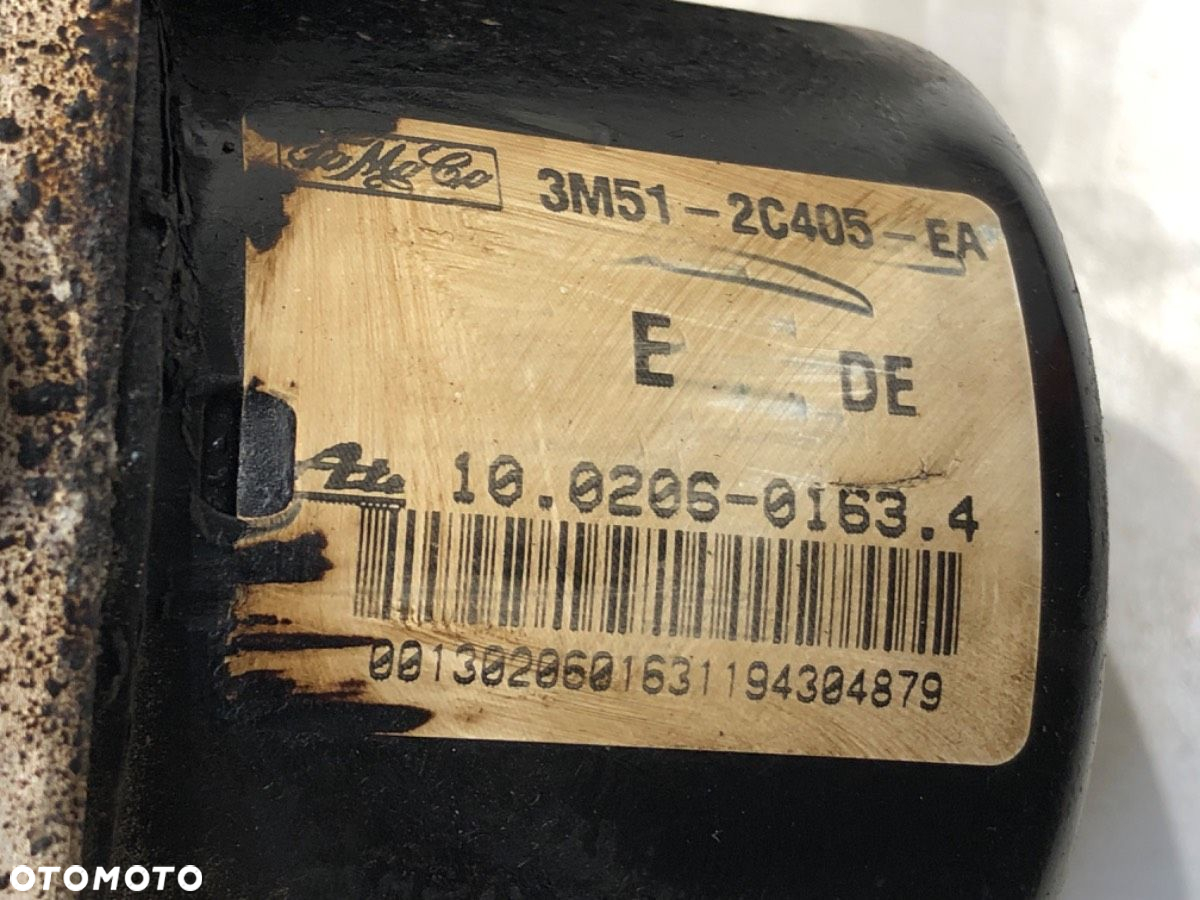 FoMoCo 3M51-2C405-EA
E DE
Ate 10.0206-0163.4
0013020601631194304879
OTOMOTO